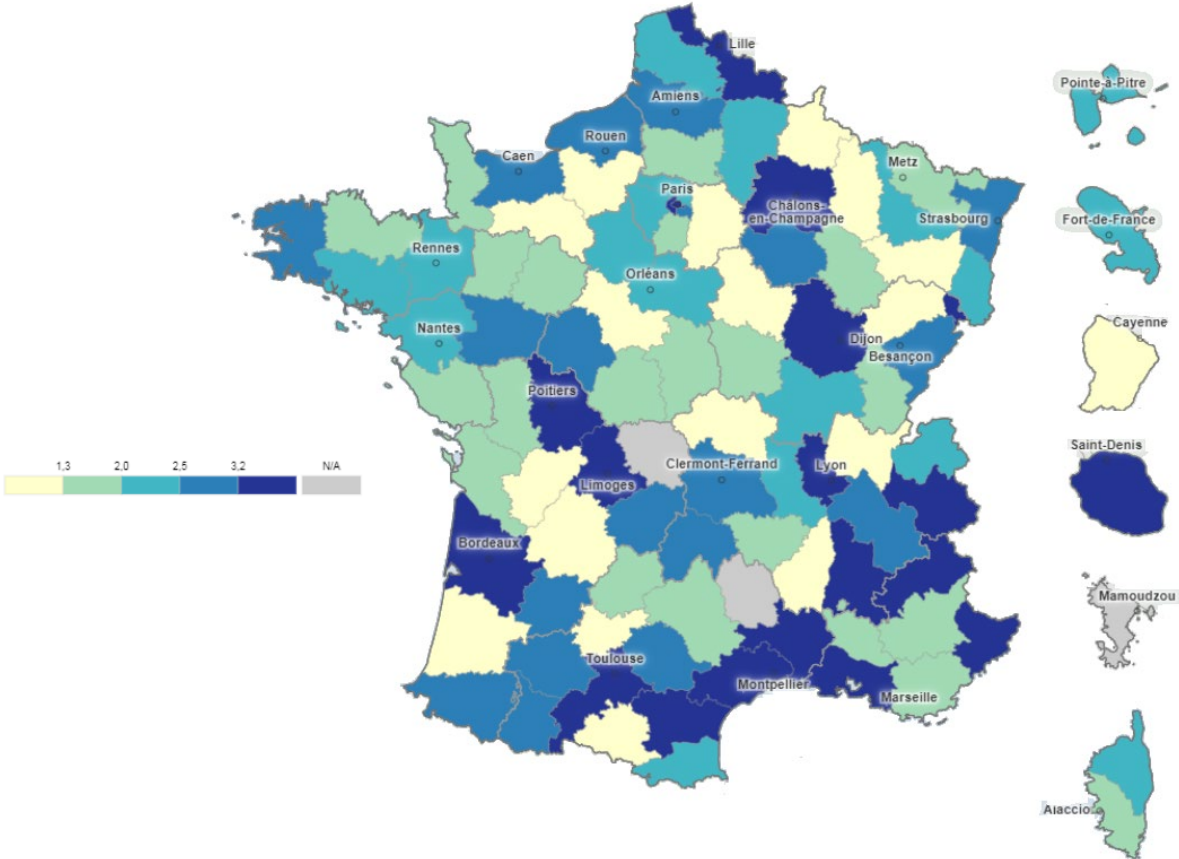 Lille
Pointe-à-Pitre
Amiens
Rouen
Caen
Metz
Paris
Châlons-
en-Champagne
Strasbourg
Fort-de-France
Rennes
Orléans
Nantes
Dijon
Besançon
Cayenne
Poitiers
1,3 2,0 2,5 3,2 N/A
Clermont-Ferrand
Lyon
Limoges
Saint-Denis
Bordeaux
Mamoudzou
Toulouse
Montpellier
Marseille
Ajaccio